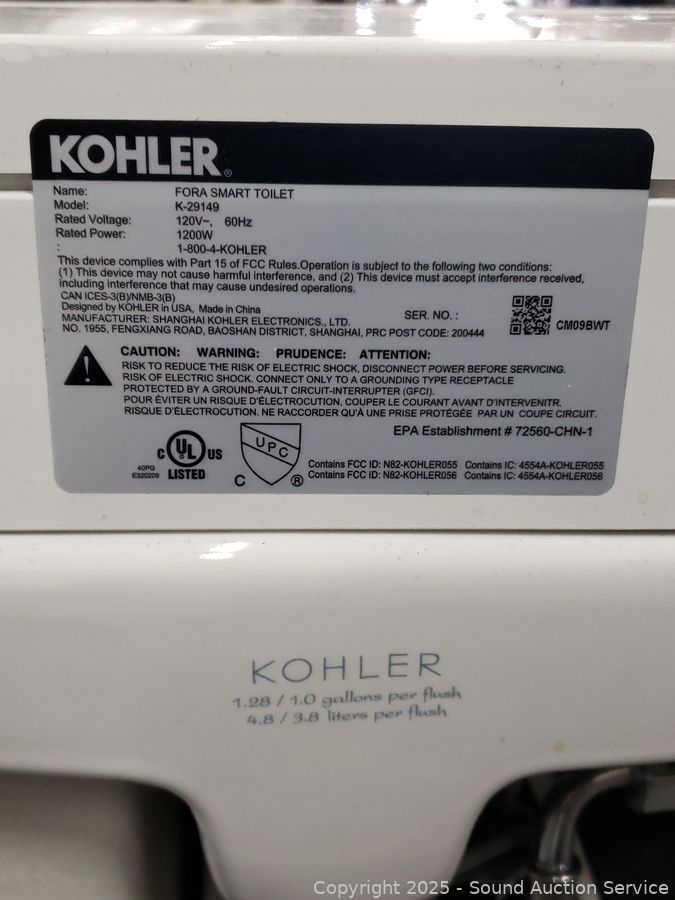 KOHLER®
Name: FORA SMART TOILET
Model: K-29149
Rated Voltage: 120V~, 60Hz
Rated Power: 1200W
: 1-800-4-KOHLER
This device complies with Part 15 of FCC Rules.Operation is subject to the following two conditions:
(1) This device may not cause harmful interference, and (2) This device must accept interference received,
including interference that may cause undesired operations.
CAN ICES-3(B)/NMB-3(B)
Designed by KOHLER in USA, Made in China
MANUFACTURER: SHANGHAI KOHLER ELECTRONICS., LTD. SER. NO. :
NO. 1955, FENGXIANG ROAD, BAOSHAN DISTRICT, SHANGHAI, PRC POST CODE: 200444
CM09BWT
CAUTION: WARNING: PRUDENCE: ATTENTION:
RISK TO REDUCE THE RISK OF ELECTRIC SHOCK, DISCONNECT POWER BEFORE SERVICING.
RISK OF ELECTRIC SHOCK. CONNECT ONLY TO A GROUNDING TYPE RECEPTACLE
PROTECTED BY A GROUND-FAULT CIRCUIT-INTERRUPTER (GFCI).
POUR ÉVITER UN RISQUE D'ÉLECTROCUTION, COUPER LE COURANT AVANT D'INTERVENTIR.
RISQUE D'ÉLECTROCUTION. NE RACCORDER QU'À UNE PRISE PROTÉGÉE PAR UN COUPE CIRCUIT.
EPA Establishment # 72560-CHN-1
C UL US
LISTED
40PG
E320209
UPC
C ®
Contains FCC ID: N82-KOHLER055 Contains IC: 4554A-KOHLER055
Contains FCC ID: N82-KOHLER056 Contains IC: 4554A-KOHLER056
KOHLER
1.28 / 1.0 gallons per flush
4.8 / 3.8 liters per flush
Copyright 2025 - Sound Auction Service